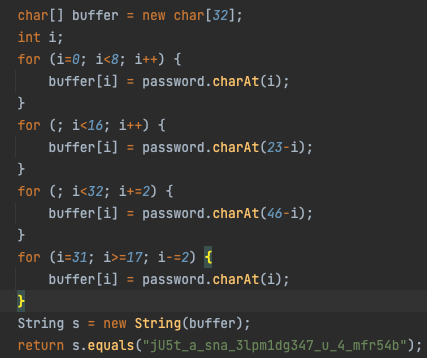 char[] buffer = new char[32];
int i;
for (i=0; i<8; i++) {
buffer[i] = password.charAt(i);
}
for (; i<16; i++) {
buffer[i] = password.charAt(23-i);
}
for (; i<32; i+=2) {
buffer[i] = password.charAt(46-i);
}
for (i=31; i>=17; i-=2) {
buffer[i] = password.charAt(i);
}
String s = new String(buffer);
return s.equals("jU5t_a_sna_3lpm1dg347_u_4_mfr54b");